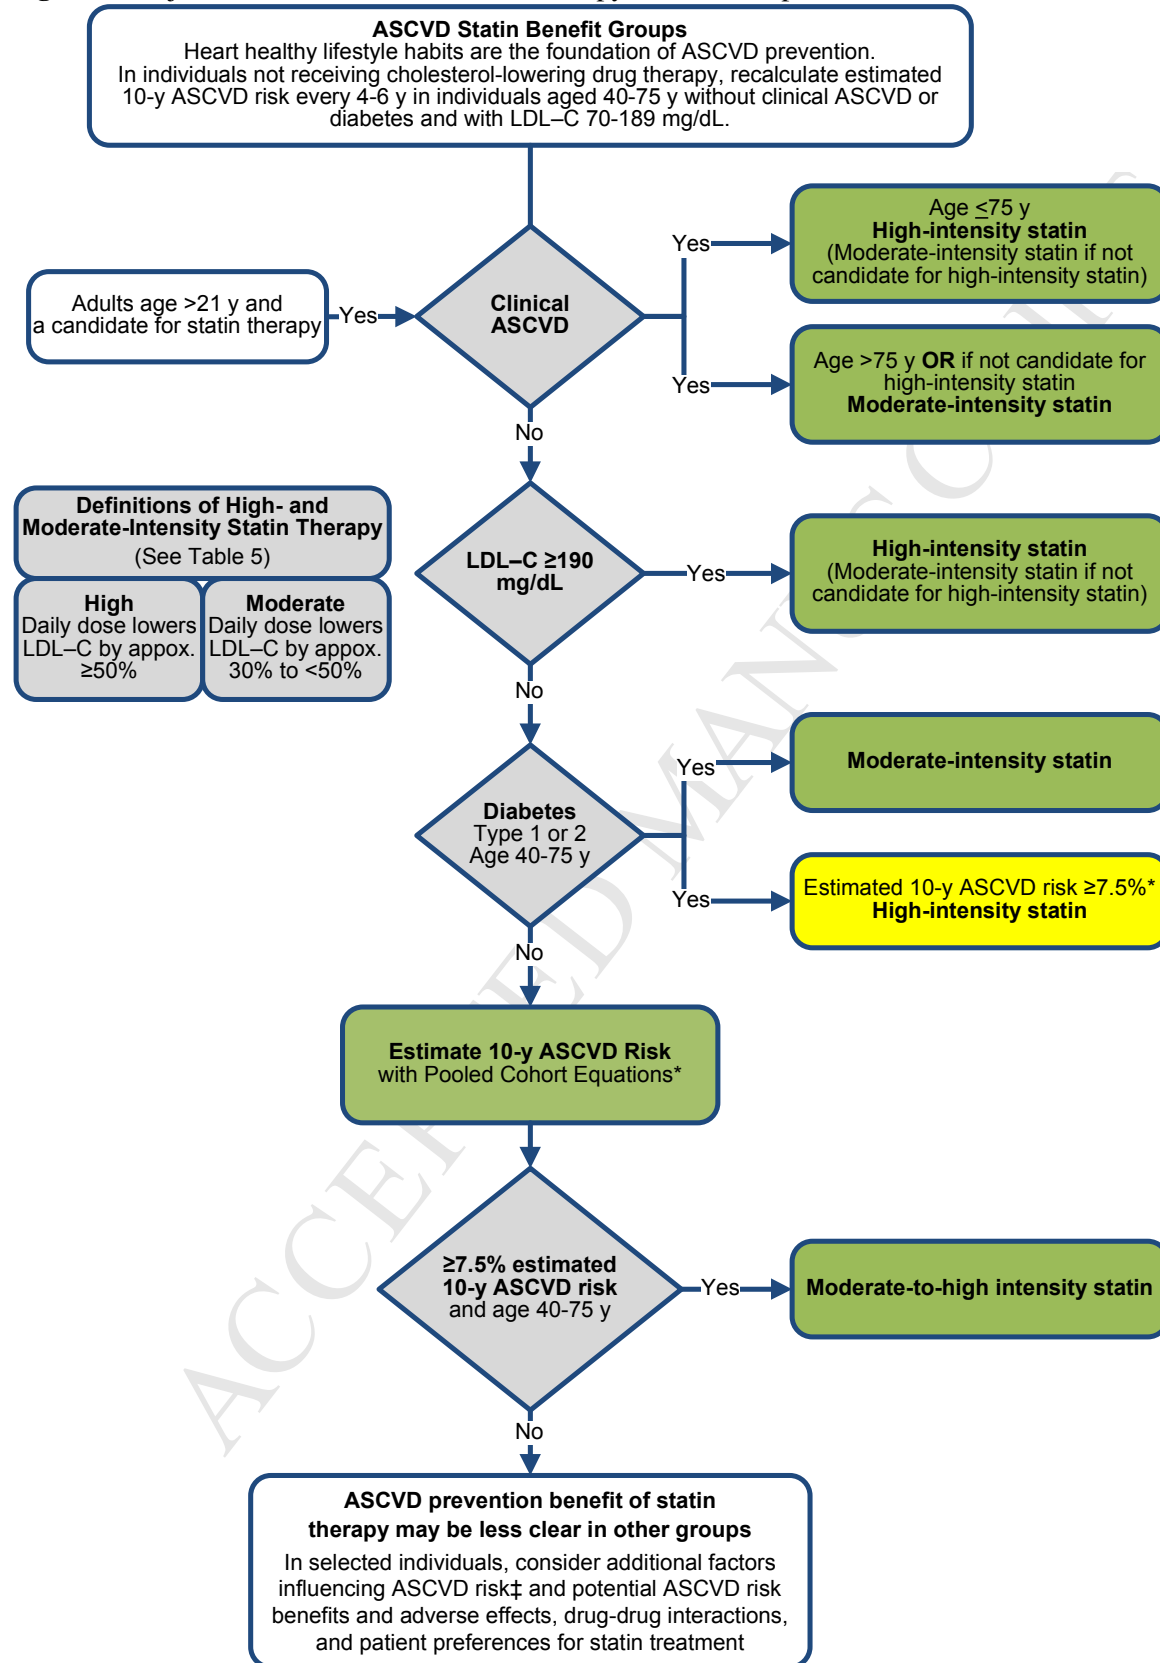 ASCVD Statin Benefit Groups
Heart healthy lifestyle habits are the foundation of ASCVD prevention.
In individuals not receiving cholesterol-lowering drug therapy, recalculate estimated
10-y ASCVD risk every 4-6 y in individuals aged 40-75 y without clinical ASCVD or
diabetes and with LDL–C 70-189 mg/dL.
Adults age >21 y and
a candidate for statin therapy
Yes
Clinical
ASCVD
Yes
Age ≤75 y
High-intensity statin
(Moderate-intensity statin if not
candidate for high-intensity statin)
Yes
Age >75 y OR if not candidate for
high-intensity statin
Moderate-intensity statin
No
Definitions of High- and
Moderate-Intensity Statin Therapy
(See Table 5)
High
Daily dose lowers
LDL–C by appox.
≥50%
Moderate
Daily dose lowers
LDL–C by appox.
30% to <50%
LDL–C ≥190
mg/dL
Yes
High-intensity statin
(Moderate-intensity statin if not
candidate for high-intensity statin)
No
Diabetes
Type 1 or 2
Age 40-75 y
Yes
Moderate-intensity statin
Yes
Estimated 10-y ASCVD risk ≥7.5%*
High-intensity statin
No
Estimate 10-y ASCVD Risk
with Pooled Cohort Equations*
≥7.5% estimated
10-y ASCVD risk
and age 40-75 y
Yes
Moderate-to-high intensity statin
No
ASCVD prevention benefit of statin
therapy may be less clear in other groups
In selected individuals, consider additional factors
influencing ASCVD risk‡ and potential ASCVD risk
benefits and adverse effects, drug-drug interactions,
and patient preferences for statin treatment